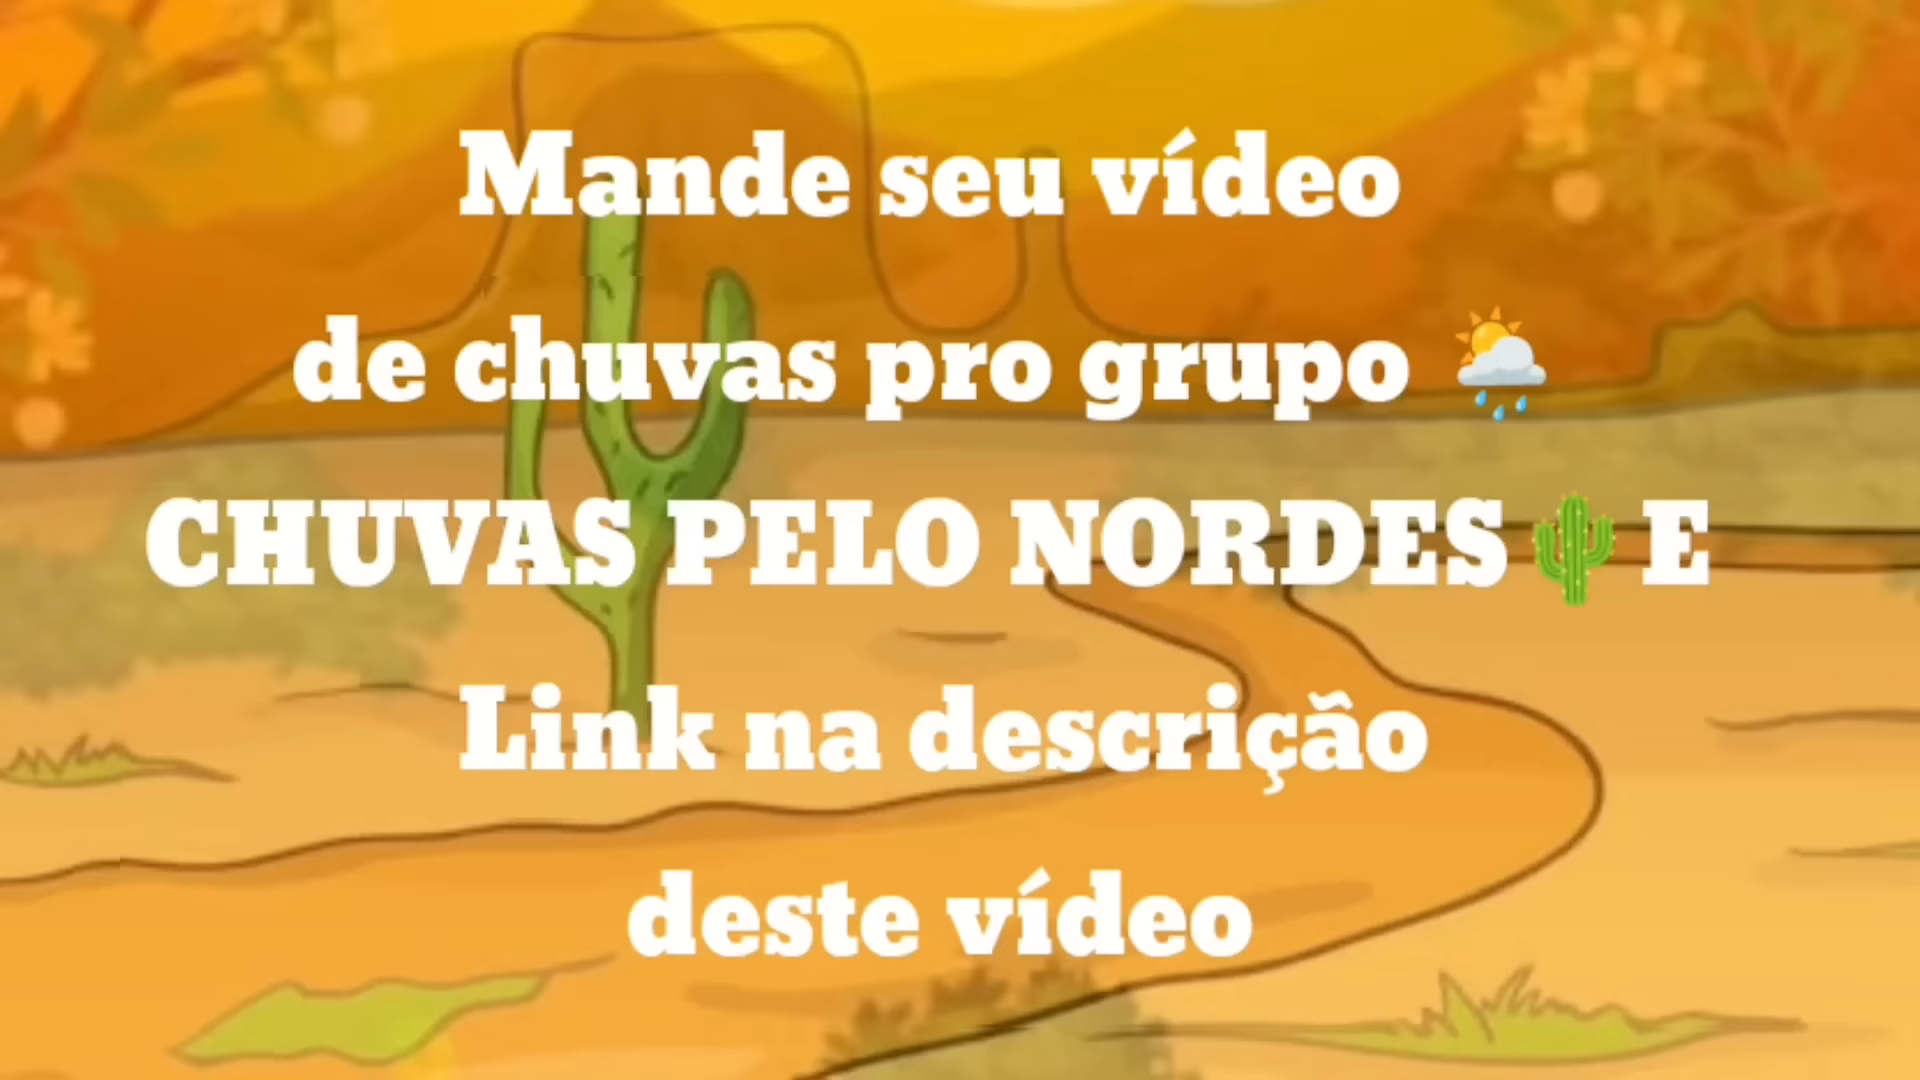 Mande seu vídeo
de chuvas pro grupo 🌦️
CHUVAS PELO NORDES🌵E
Link na descrição
deste vídeo